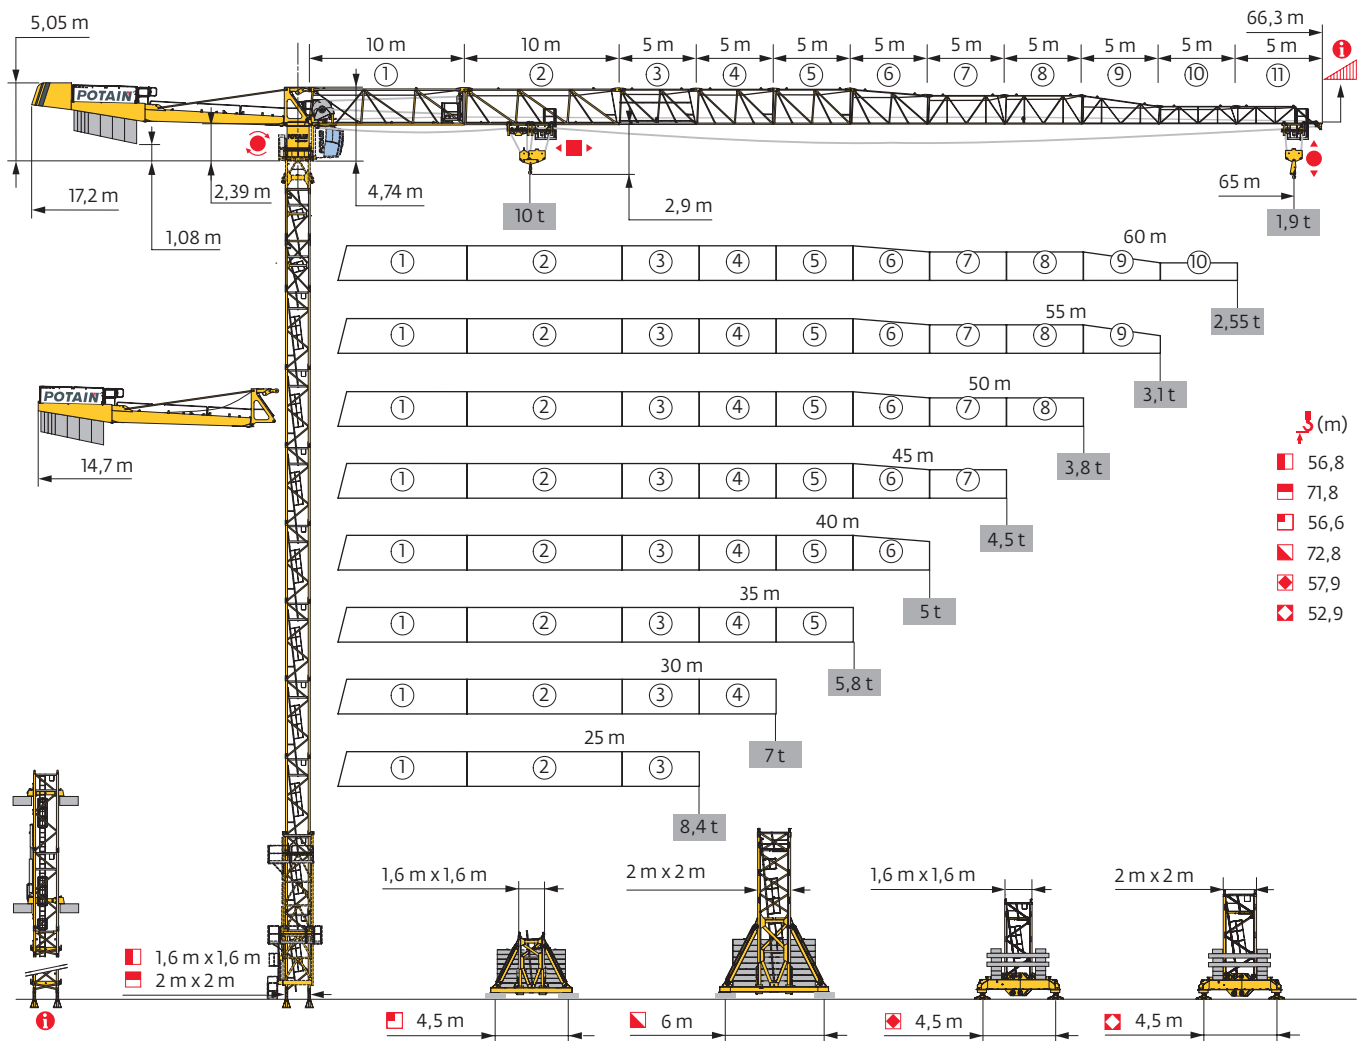 5,05 m
66,3 m
10 m 10 m 5 m 5 m 5 m 5 m 5 m 5 m 5 m 5 m 5 m
i
1 2 3 4 5 6 7 8 9 10 11
POTAIN
POTAIN
17,2 m
2,39 m
4,74 m
65 m
2,9 m
10 t
1,9 t
1,08 m
60 m
1 2 3 4 5 6 7 8 9 10
2,55 t
55 m
1 2 3 4 5 6 7 8 9
3,1 t
50 m
POTAIN
1 2 3 4 5 6 7 8
3,8 t
(m)
14,7 m
45 m
1 2 3 4 5 6 7
4,5 t
56,8
71,8
56,6
72,8
57,9
52,9
40 m
1 2 3 4 5 6
5 t
35 m
1 2 3 4 5
5,8 t
30 m
1 2 3 4
7 t
25 m
1 2 3
8,4 t
1,6 m x 1,6 m
2 m x 2 m
1,6 m x 1,6 m
2 m x 2 m
1,6 m x 1,6 m
2 m x 2 m
i
4,5 m
6 m
4,5 m
4,5 m